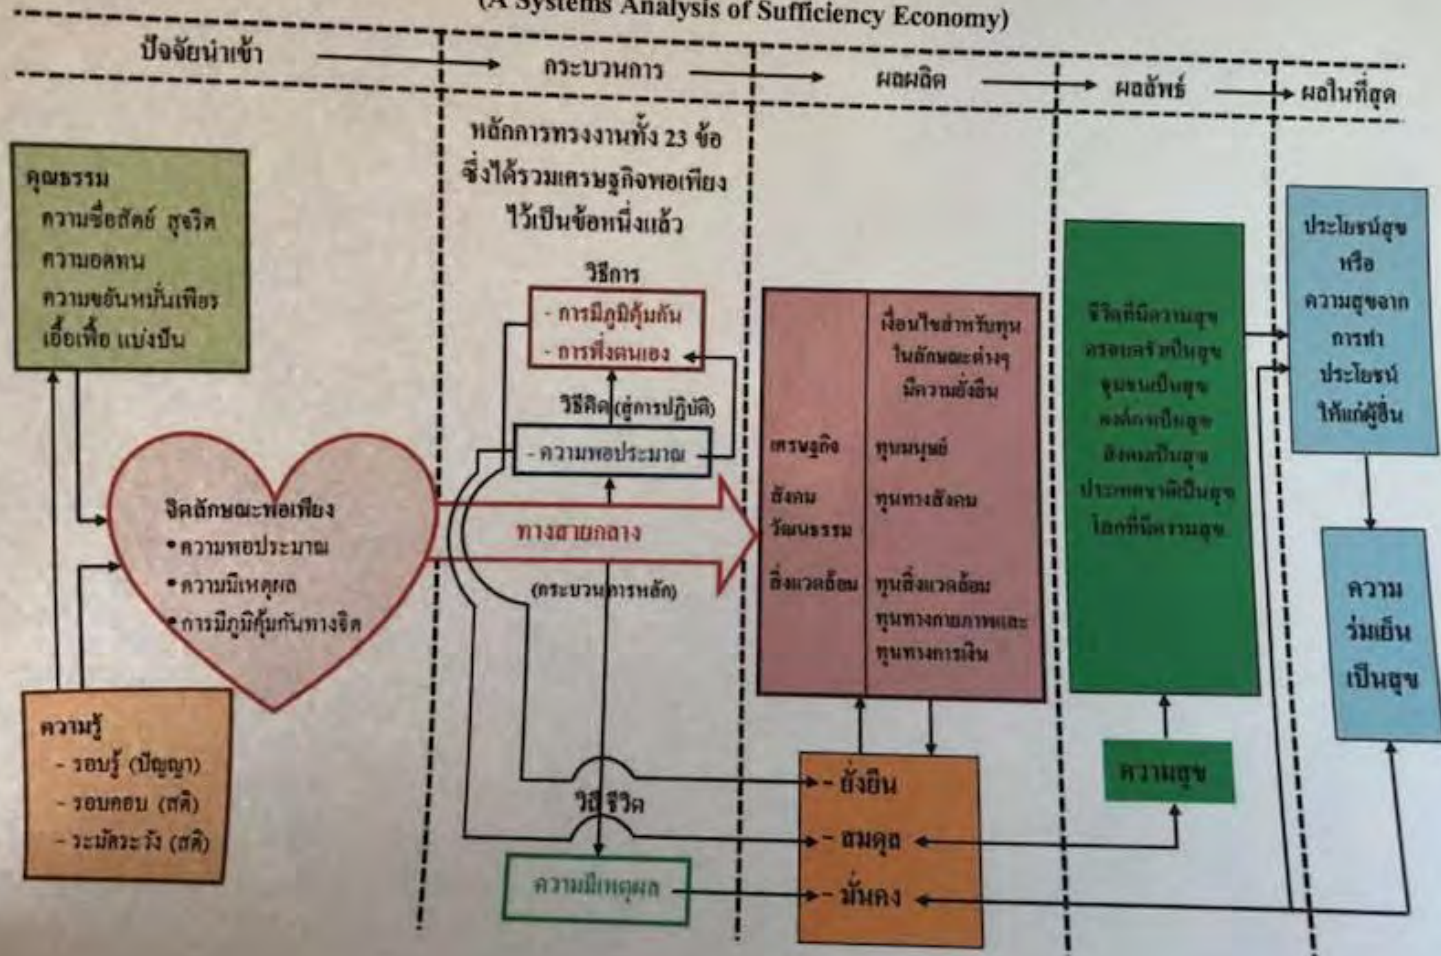 (A Systems Analysis of Sufficiency Economy)
ปัจจัยนำเข้า
กระบวนการ
ผลผลิต
ผลลัพธ์
ผลในที่สุด
คุณธรรม
ความซื่อสัตย์ สุจริต
ความอดทน
ความขยันหมั่นเพียร
เอื้อเฟื้อ แบ่งปัน
จิตลักษณะพอเพียง
• ความพอประมาณ
• ความมีเหตุผล
• การมีภูมิคุ้มกันทางจิต
ความรู้
- รอบรู้ (ปัญญา)
- รอบคอบ (สติ)
- ระมัดระวัง (สติ)
หลักการทรงงานทั้ง 23 ข้อ
ซึ่งได้รวมเศรษฐกิจพอเพียง
ไว้เป็นข้อหนึ่งแล้ว
วิธีการ
- การมีภูมิคุ้มกัน
- การพึ่งตนเอง
วิธีคิด (สู่การปฏิบัติ)
- ความพอประมาณ
ทางสายกลาง
(กระบวนการหลัก)
วิถีชีวิต
ความมีเหตุผล
เงื่อนไขสำหรับทุน
ในลักษณะต่างๆ
มีความยั่งยืน
เศรษฐกิจ ทุนมนุษย์
สังคม ทุนทางสังคม
วัฒนธรรม
สิ่งแวดล้อม ทุนสิ่งแวดล้อม
ทุนทางกายภาพและ
ทุนทางการเงิน
- ยั่งยืน
- สมดุล
- มั่นคง
ชีวิตที่มีความสุข
ครอบครัวเป็นสุข
ชุมชนเป็นสุข
องค์กรเป็นสุข
สังคมเป็นสุข
ประเทศชาติเป็นสุข
โลกที่มีความสุข
ความสุข
ประโยชน์สุข
หรือ
ความสุขจาก
การทำ
ประโยชน์
ให้แก่ผู้อื่น
ความ
ร่มเย็น
เป็นสุข